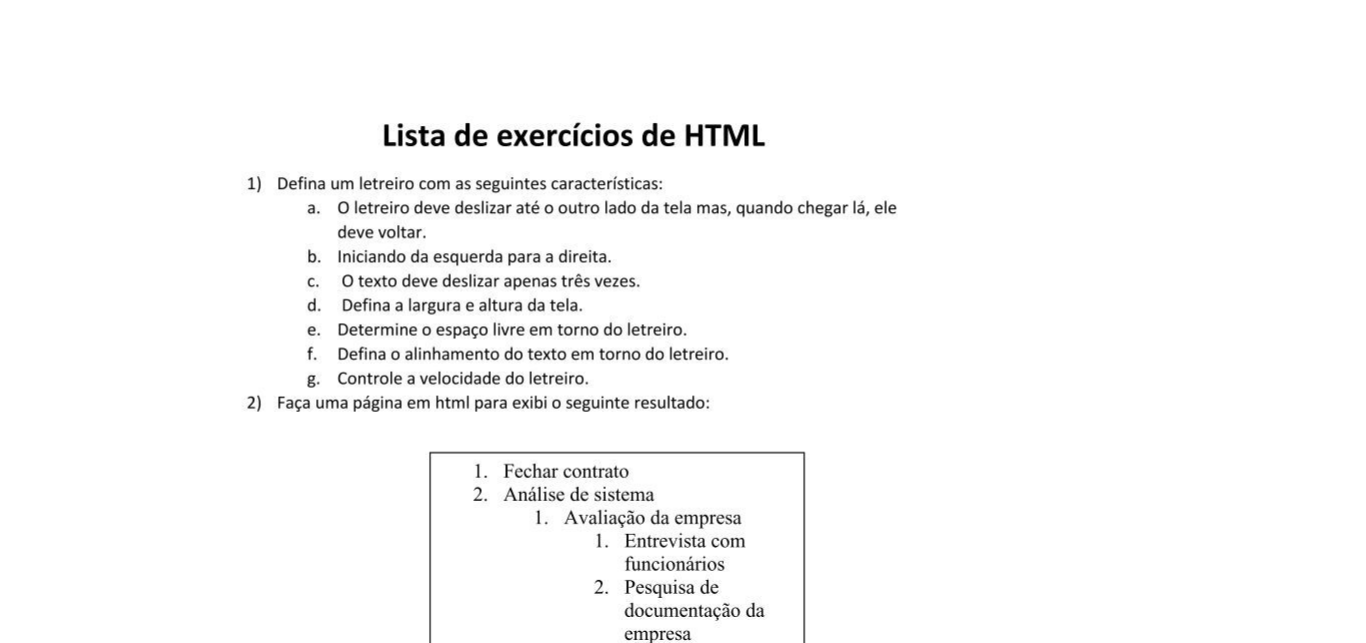 Lista de exercícios de HTML
1) Defina um letreiro com as seguintes características:
a. O letreiro deve deslizar até o outro lado da tela mas, quando chegar lá, ele
deve voltar.
b. Iniciando da esquerda para a direita.
c. O texto deve deslizar apenas três vezes.
d. Defina a largura e altura da tela.
e. Determine o espaço livre em torno do letreiro.
f. Defina o alinhamento do texto em torno do letreiro.
g. Controle a velocidade do letreiro.
2) Faça uma página em html para exibi o seguinte resultado:
1. Fechar contrato
2. Análise de sistema
1. Avaliação da empresa
1. Entrevista com
funcionários
2. Pesquisa de
documentação da
empresa